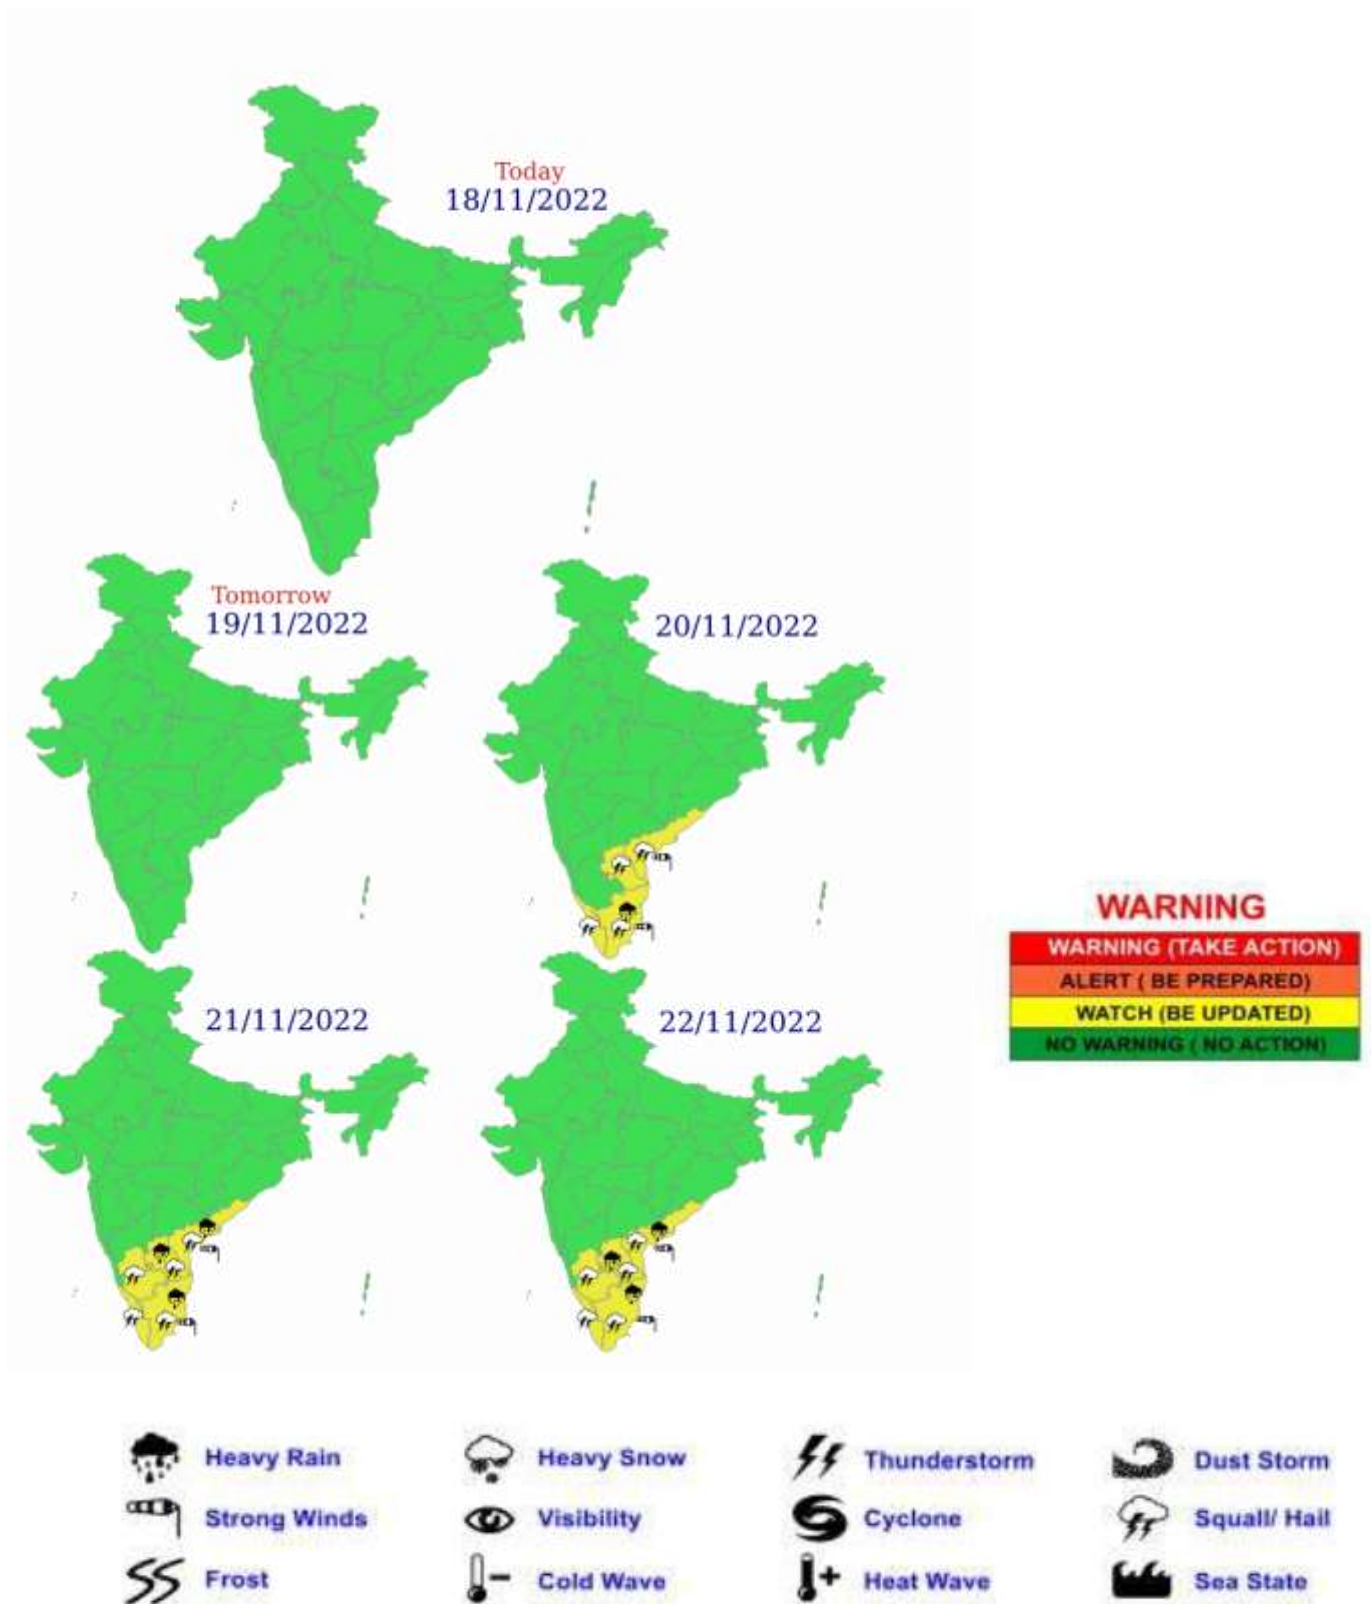 Today
18/11/2022
Tomorrow
19/11/2022
20/11/2022
21/11/2022
22/11/2022
WARNING
WARNING (TAKE ACTION)
ALERT ( BE PREPARED)
WATCH (BE UPDATED)
NO WARNING ( NO ACTION)
Heavy Rain
Heavy Snow
Thunderstorm
Dust Storm
Strong Winds
Visibility
Cyclone
Squall/ Hail
Frost
Cold Wave
Heat Wave
Sea State